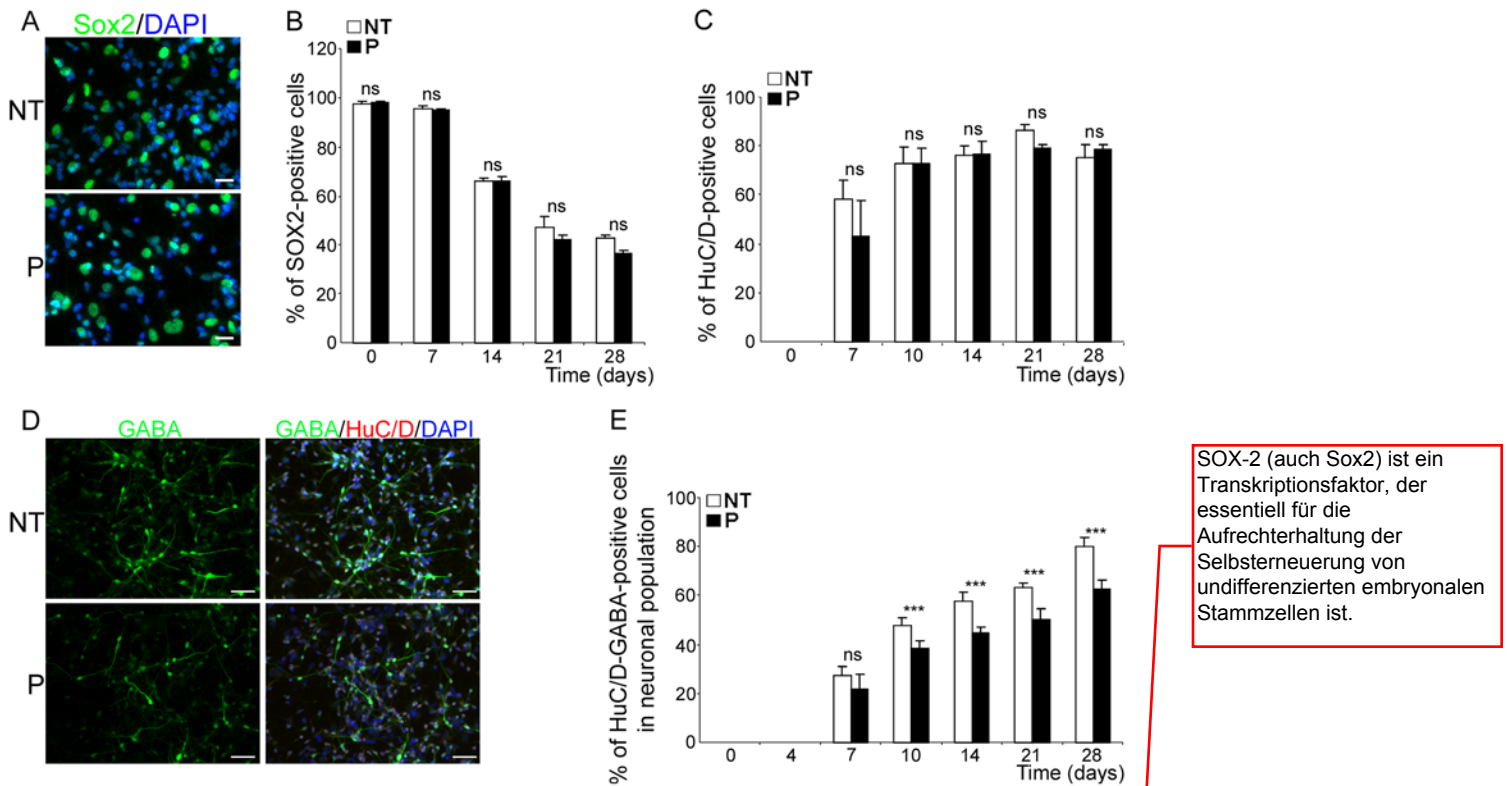 A
Sox2/DAPI
NT
P
B
NT
P
% of SOX2-positive cells
120
100
80
60
40
20
0
ns
ns
ns
ns
ns
0 7 14 21 28
Time (days)
C
NT
P
% of HuC/D-positive cells
100
80
60
40
20
0
ns
ns
ns
ns
ns
0 7 10 14 21 28
Time (days)
D
GABA
GABA/HuC/D/DAPI
NT
P
E
NT
P
% of HuC/D-GABA-positive cells
in neuronal population
100
80
60
40
20
0
ns
***
***
***
***
0 4 7 10 14 21 28
Time (days)
SOX-2 (auch Sox2) ist ein
Transkriptionsfaktor, der
essentiell für die
Aufrechterhaltung der
Selbsterneuerung von
undifferenzierten embryonalen
Stammzellen ist.